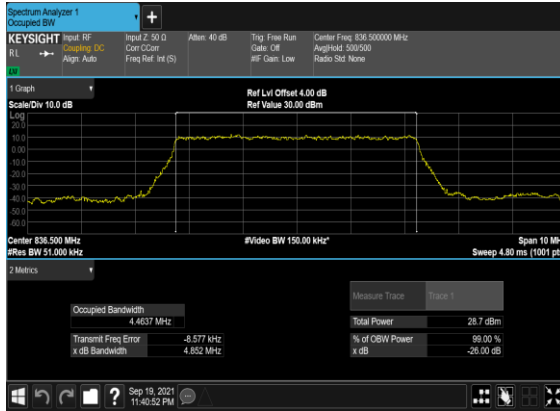 Spectrum Analyzer 1
Occupied BW
KEYSIGHT Input: RF Input Z: 50 Ω Atten: 40 dB Trig: Free Run Center Freq: 836.500000 MHz
RL Coupling: DC Corr CCorr Gate: Off Avg|Hold: 500/500
Align: Auto Freq Ref: Int (S) #IF Gain: Low Radio Std: None
LV
1 Graph
Ref Lvl Offset 4.00 dB
Scale/Div 10.0 dB Ref Value 30.00 dBm
Log
20.0
10.0
0.00
-10.0
-20.0
-30.0
-40.0
-50.0
-60.0
Center 836.500 MHz #Video BW 150.00 kHz* Span 10 MH
#Res BW 51.000 kHz Sweep 4.80 ms (1001 pt
2 Metrics
Measure Trace Trace 1
Occupied Bandwidth
4.4637 MHz Total Power 28.7 dBm
Transmit Freq Error -8.577 kHz % of OBW Power 99.00 %
x dB Bandwidth 4.852 MHz x dB -26.00 dB
Sep 19, 2021
11:40:52 PM